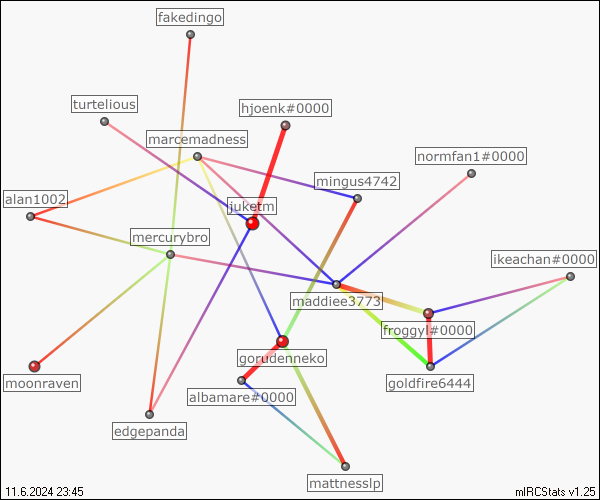 fakedingo
turtelious
hjoenk#0000
marcemadness
normfan1#0000
mingus4742
alan1002
juketm
mercurybro
ikeachan#0000
maddiee3773
froggyl#0000
gorudenneko
moonraven
goldfire6444
albamare#0000
edgepanda
mattnesslp
11.6.2024 23:45
mIRCStats v1.25